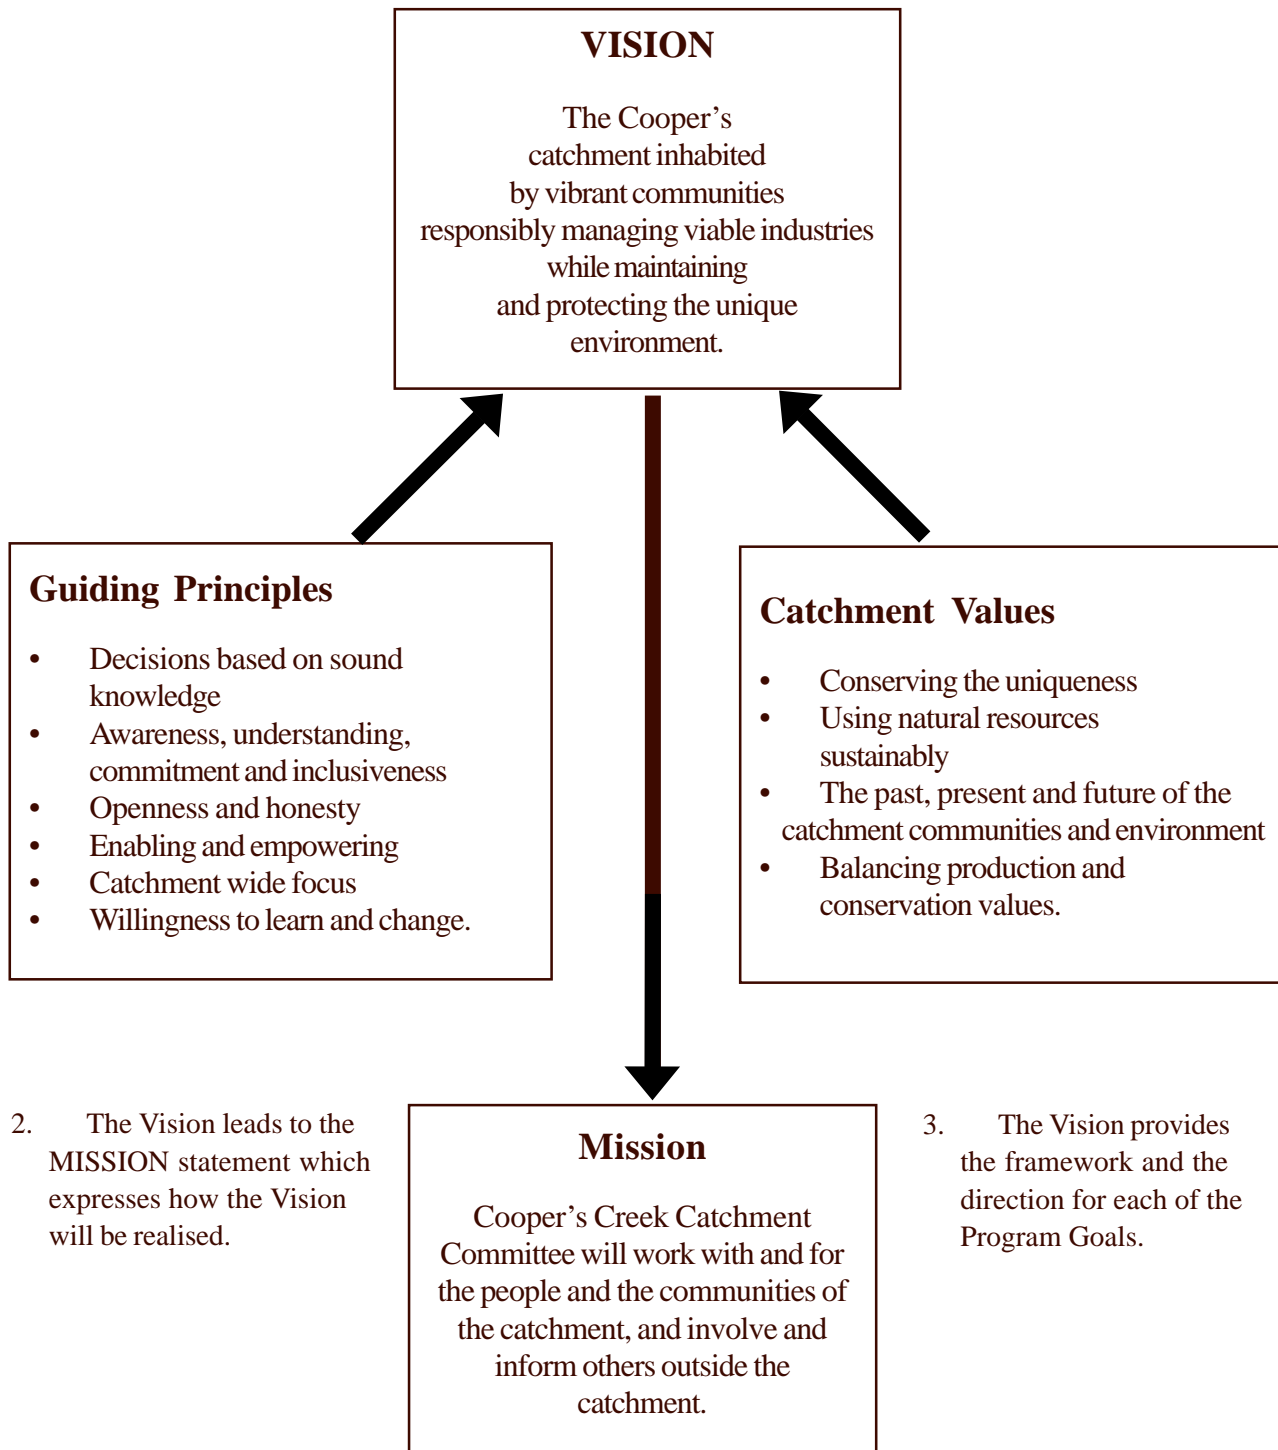 VISION
The Cooper’s
catchment inhabited
by vibrant communities
responsibly managing viable industries
while maintaining
and protecting the unique
environment.
Guiding Principles
• Decisions based on sound
knowledge
• Awareness, understanding,
commitment and inclusiveness
• Openness and honesty
• Enabling and empowering
• Catchment wide focus
• Willingness to learn and change.
Catchment Values
• Conserving the uniqueness
• Using natural resources
sustainably
• The past, present and future of the
catchment communities and environment
• Balancing production and
conservation values.
2. The Vision leads to the
MISSION statement which
expresses how the Vision
will be realised.
Mission
Cooper’s Creek Catchment
Committee will work with and for
the people and the communities of
the catchment, and involve and
inform others outside the
catchment.
3. The Vision provides
the framework and the
direction for each of the
Program Goals.